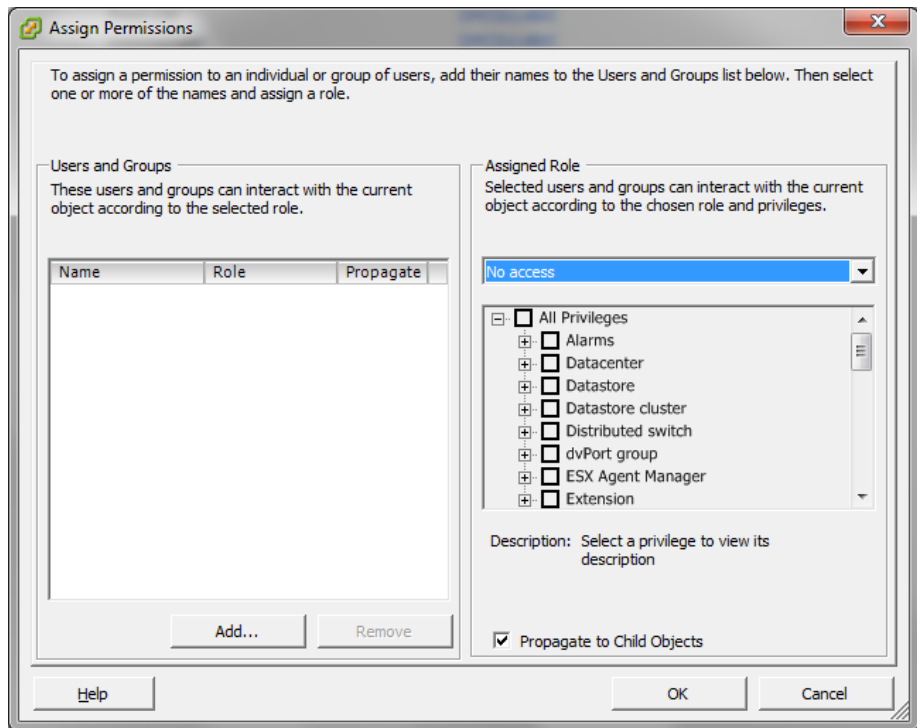 Assign Permissions
To assign a permission to an individual or group of users, add their names to the Users and Groups list below. Then select
one or more of the names and assign a role.
Users and Groups
These users and groups can interact with the current
object according to the selected role.
Name Role Propagate
Add...
Remove
Assigned Role
Selected users and groups can interact with the current
object according to the chosen role and privileges.
No access
All Privileges
Alarms
Datacenter
Datastore
Datastore cluster
Distributed switch
dvPort group
ESX Agent Manager
Extension
Description: Select a privilege to view its
description
Propagate to Child Objects
Help
OK
Cancel